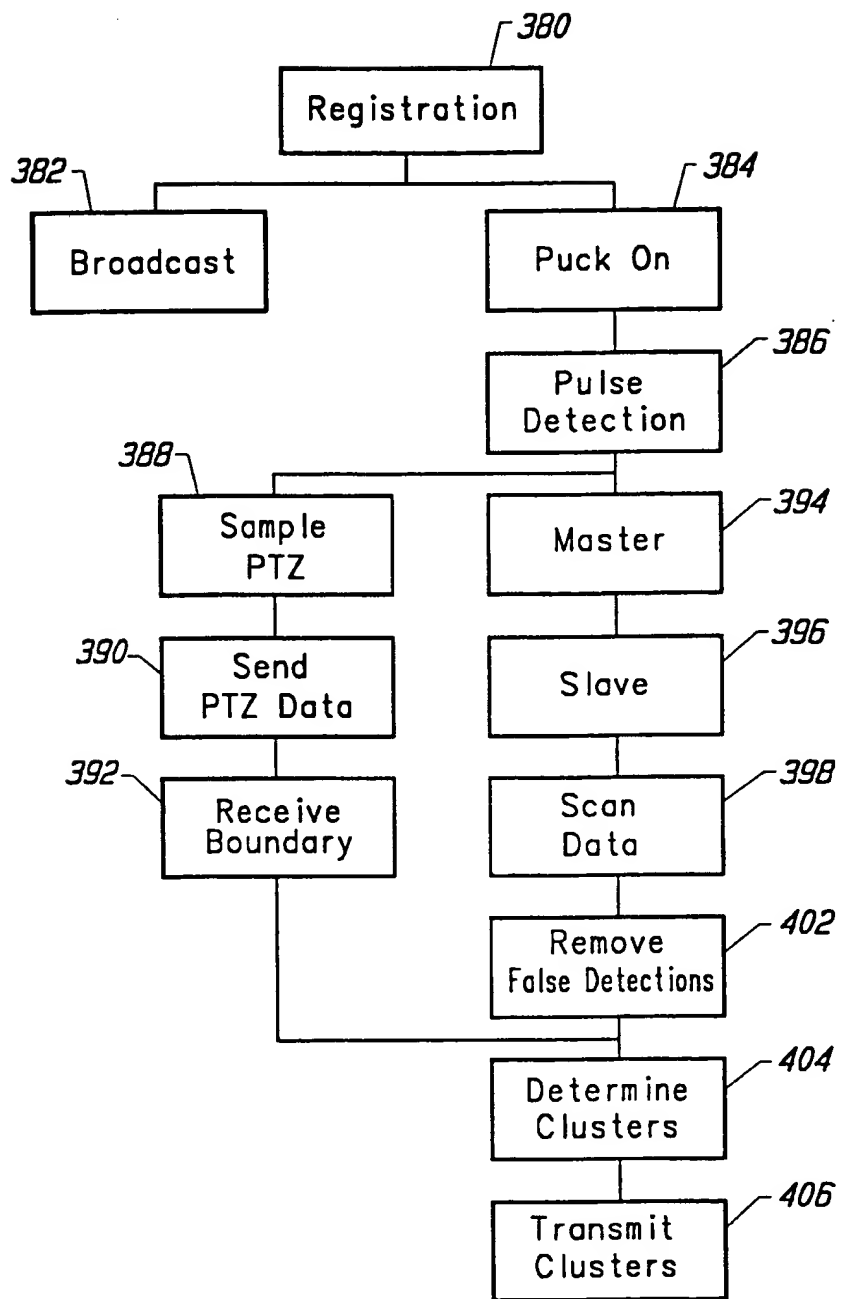 380
Registration
382
384
Broadcast
Puck On
386
Pulse
Detection
388
394
Sample
PTZ
Master
390
396
Send
PTZ Data
Slave
392
398
Receive
Boundary
Scan
Data
402
Remove
False Detections
404
Determine
Clusters
406
Transmit
Clusters